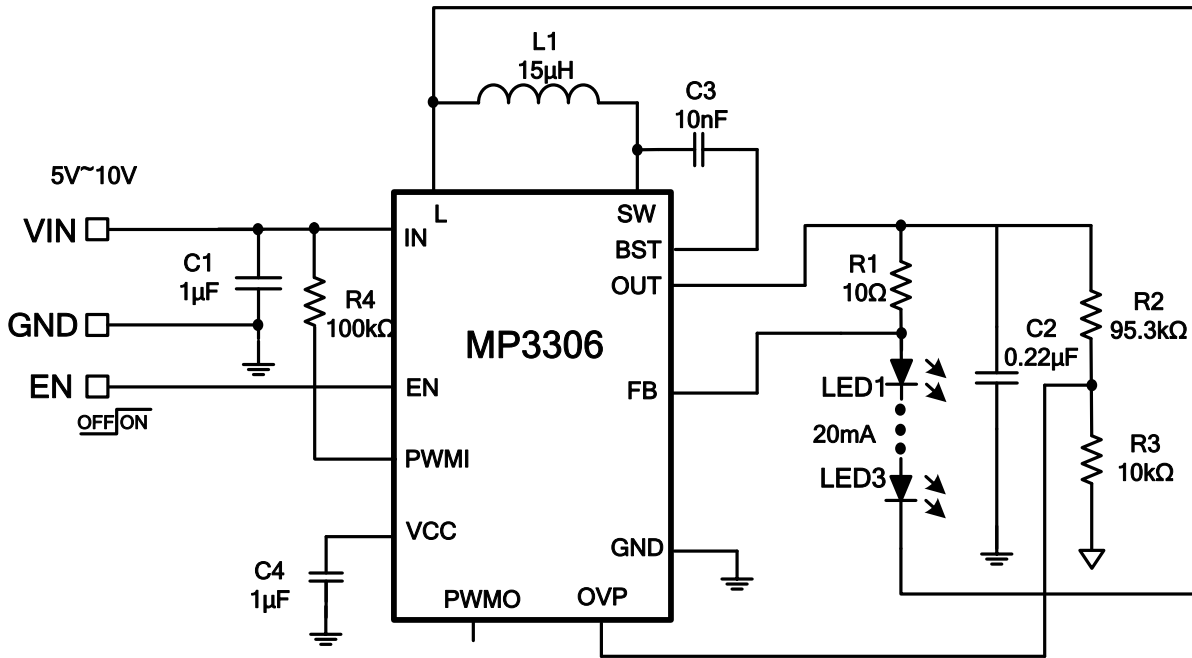 L1
15µH
C3
10nF
5V~10V
VIN
GND
EN
OFF ON
C1
1µF
R4
100kΩ
L
SW
IN
BST
OUT
MP3306
EN
FB
PWMI
VCC
GND
PWMO
OVP
C4
1µF
R1
10Ω
LED1
20mA
LED3
C2
0.22µF
R2
95.3kΩ
R3
10kΩ